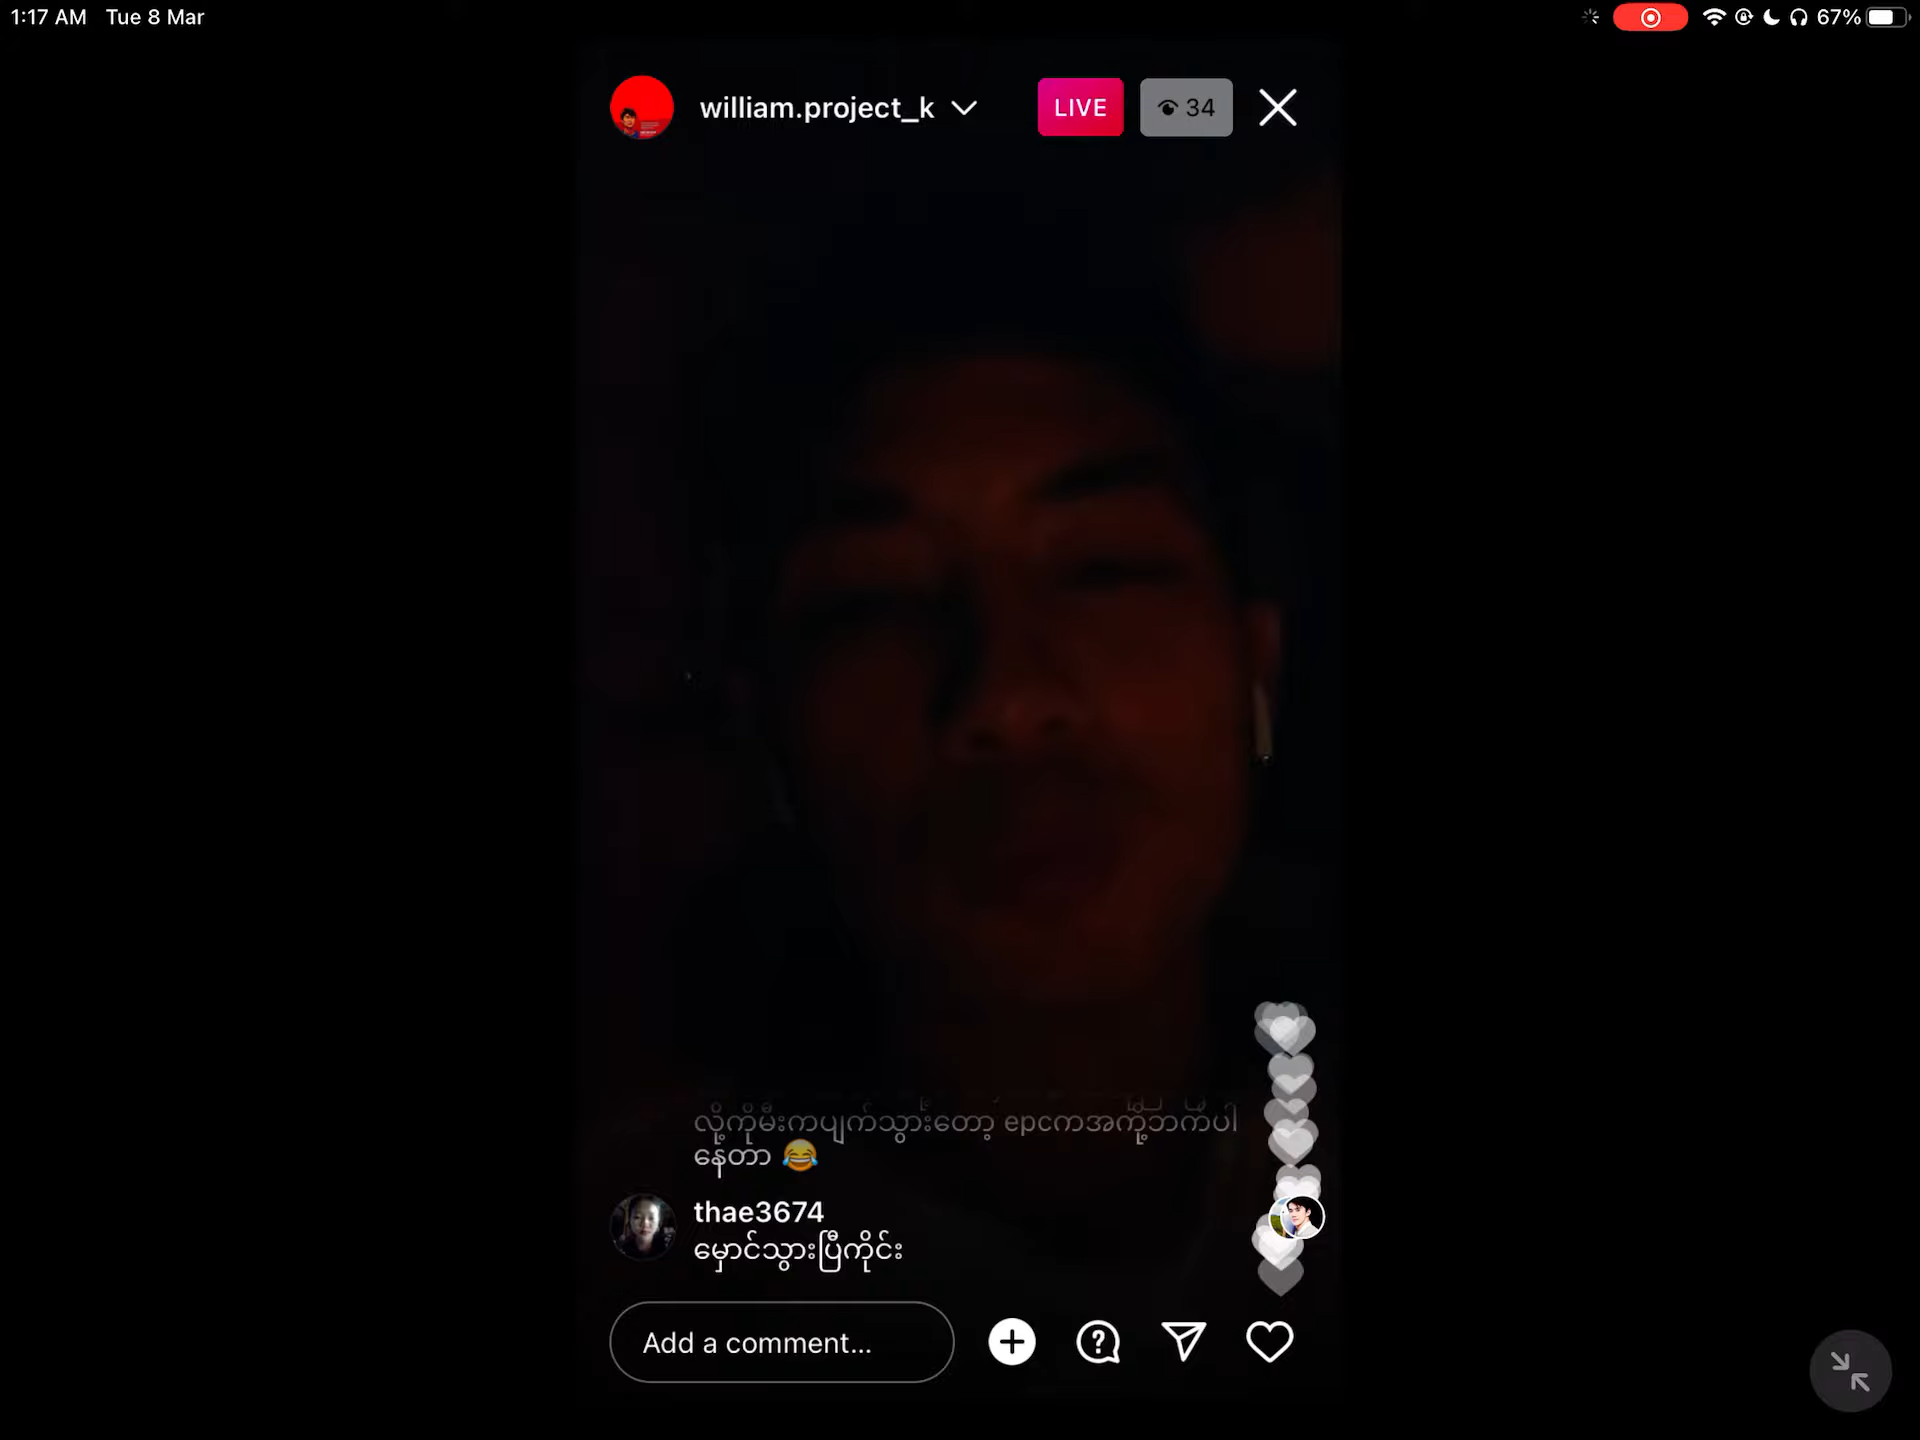 1:17 AM Tue 8 Mar
67%
william.project_k
LIVE
34
လို့ကိုမီးကပျက်သွားတော့ epcကအကို့ဘက်ပါ
နေတာ 😂
thae3674
မှောင်သွားပြီကိုင်း
Add a comment...